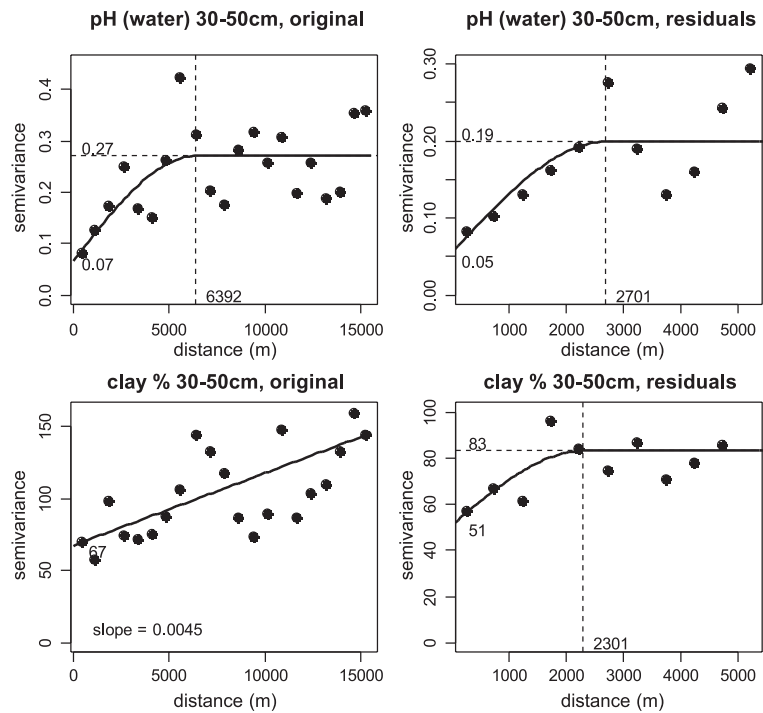 pH (water) 30-50cm, original
semivariance
0.0 0.1 0.2 0.3 0.4
0.27
0.07
6392
0 5000 10000 15000
distance (m)
pH (water) 30-50cm, residuals
semivariance
0.00 0.10 0.20 0.30
0.19
0.05
2701
1000 2000 3000 4000 5000
distance (m)
clay % 30-50cm, original
semivariance
0 50 100 150
67
slope = 0.0045
0 5000 10000 15000
distance (m)
clay % 30-50cm, residuals
semivariance
0 20 40 60 80 100
83
51
2301
1000 2000 3000 4000 5000
distance (m)